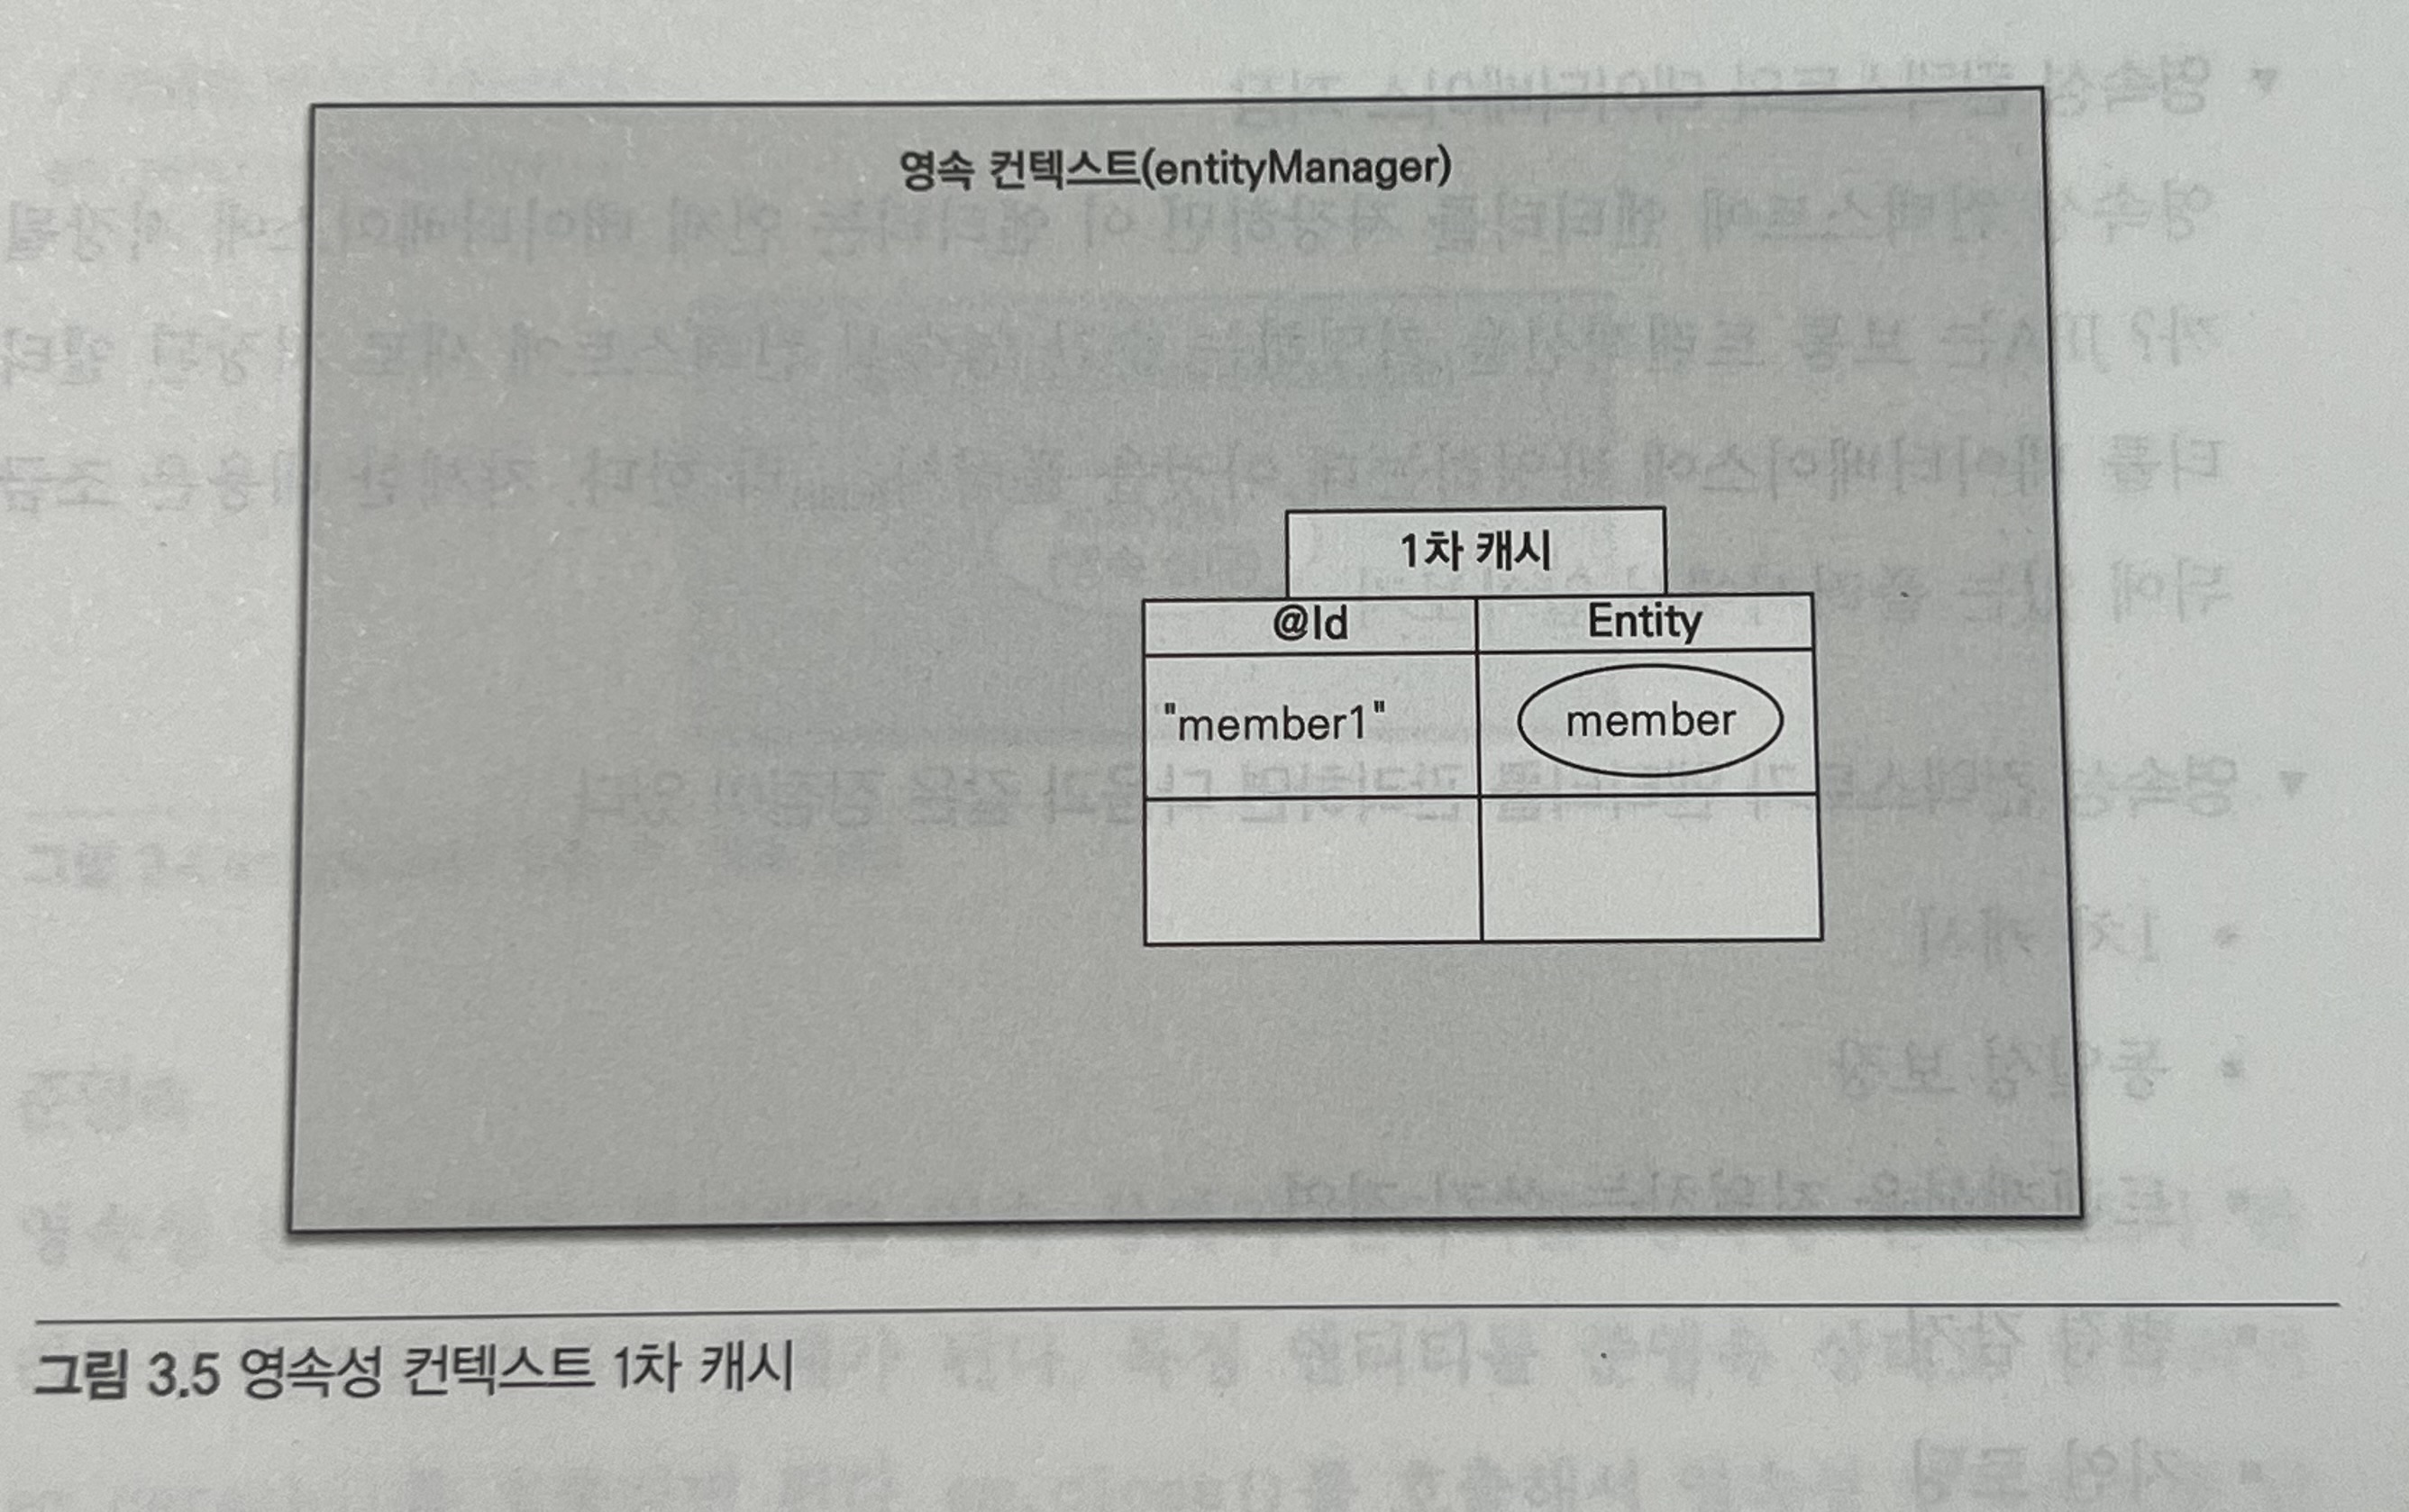 영속 컨텍스트(entityManager)
1차 캐시
@Id Entity
"member1" member
그림 3.5 영속성 컨텍스트 1차 캐시